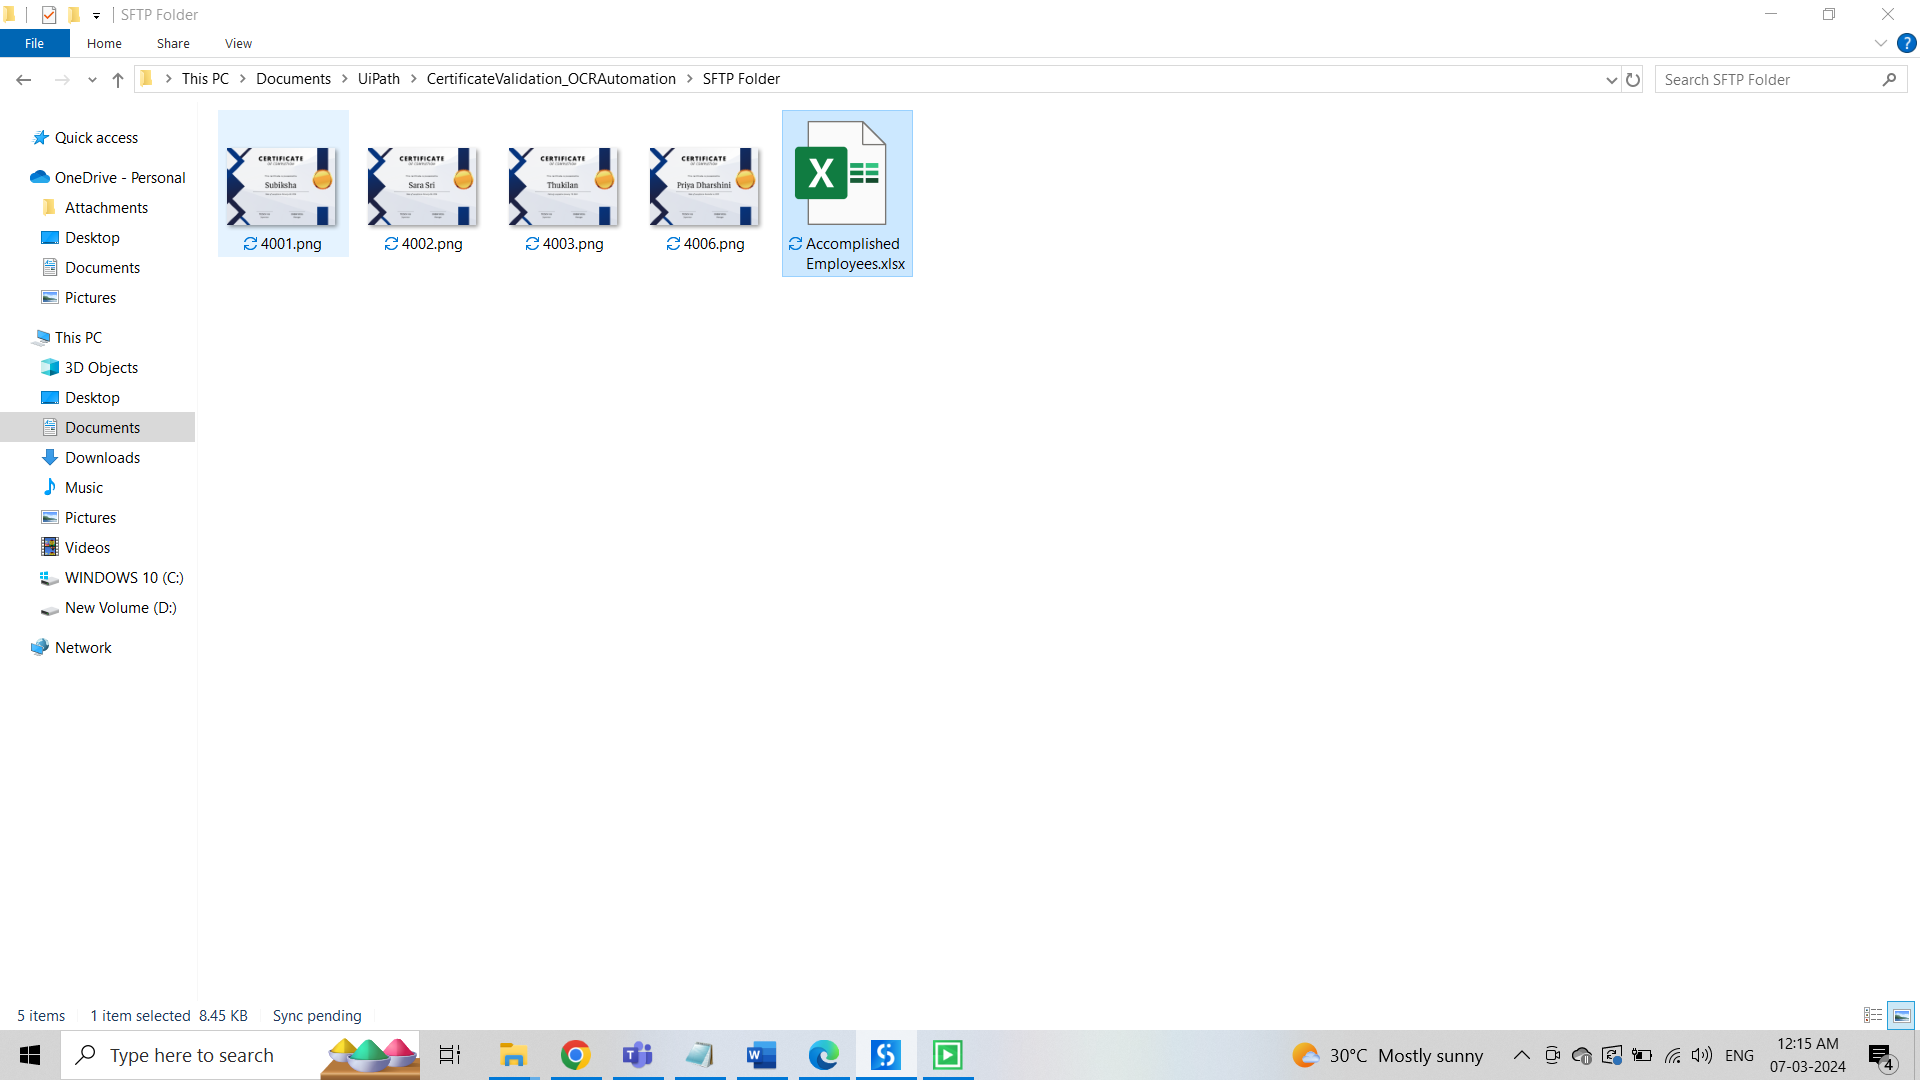 SFTP Folder
File Home Share View
This PC Documents UiPath CertificateValidation_OCRAutomation SFTP Folder
Search SFTP Folder
Quick access
OneDrive - Personal
Attachments
Desktop
Documents
Pictures
This PC
3D Objects
Desktop
Documents
Downloads
Music
Pictures
Videos
WINDOWS 10 (C:)
New Volume (D:)
Network
CERTIFICATE
Subiksha
4001.png
CERTIFICATE
Sara Sri
4002.png
CERTIFICATE
Thukilan
4003.png
CERTIFICATE
Priya Dharshini
4006.png
X
Accomplished
Employees.xlsx
5 items 1 item selected 8.45 KB Sync pending
Type here to search
30°C Mostly sunny
ENG
12:15 AM
07-03-2024
4